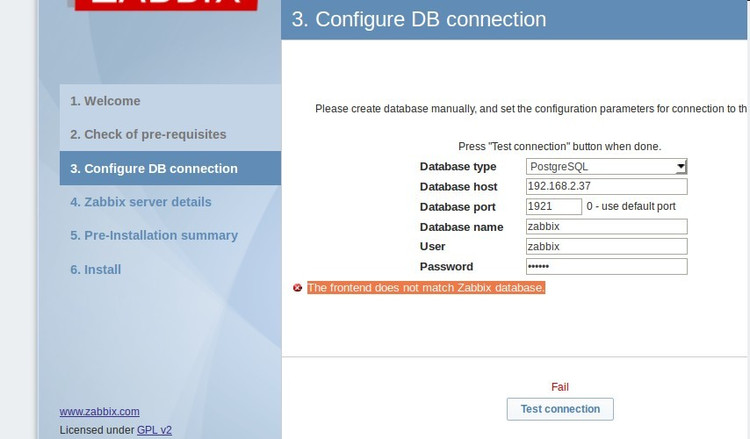 ZABBIX
3. Configure DB connection
1. Welcome
2. Check of pre-requisites
3. Configure DB connection
4. Zabbix server details
5. Pre-Installation summary
6. Install
www.zabbix.com
Licensed under GPL v2
Please create database manually, and set the configuration parameters for connection to th
Press "Test connection" button when done.
Database type PostgreSQL
Database host 192.168.2.37
Database port 1921 0 - use default port
Database name zabbix
User zabbix
Password ••••••
The frontend does not match Zabbix database.
Fail
Test connection